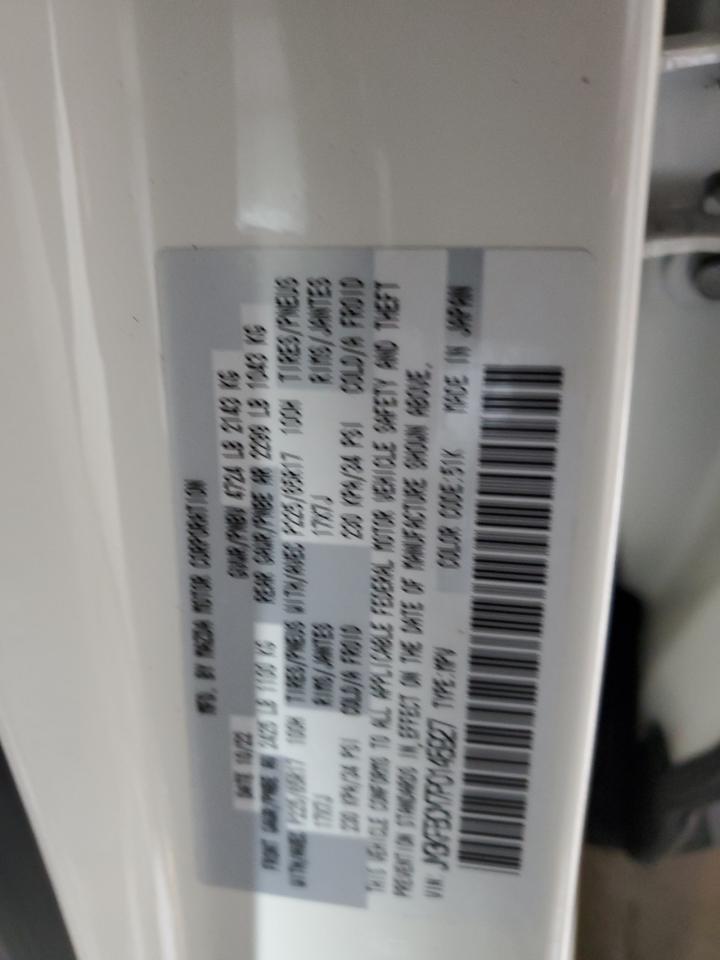 MFD. BY MAZDA MOTOR CORPORATION
DATE 10/22 GVWR/PNBV 4724 LB 2143 KG
FRONT GAWR/PNBE AV 2425 LB 1100 KG REAR GAWR/PNBE AR 2299 LB 1043 KG
WITH/AVEC P225/65R17 100H TIRES/PNEUS WITH/AVEC P225/65R17 100H TIRES/PNEUS
17X7J RIMS/JANTES 17X7J RIMS/JANTES
230 KPA/34 PSI COLD/A FROID 230 KPA/34 PSI COLD/A FROID
THIS VEHICLE CONFORMS TO ALL APPLICABLE FEDERAL MOTOR VEHICLE SAFETY AND THEFT
PREVENTION STANDARDS IN EFFECT ON THE DATE OF MANUFACTURE SHOWN ABOVE.
VIN TYPE:MPV COLOR CODE:51K MADE IN JAPAN